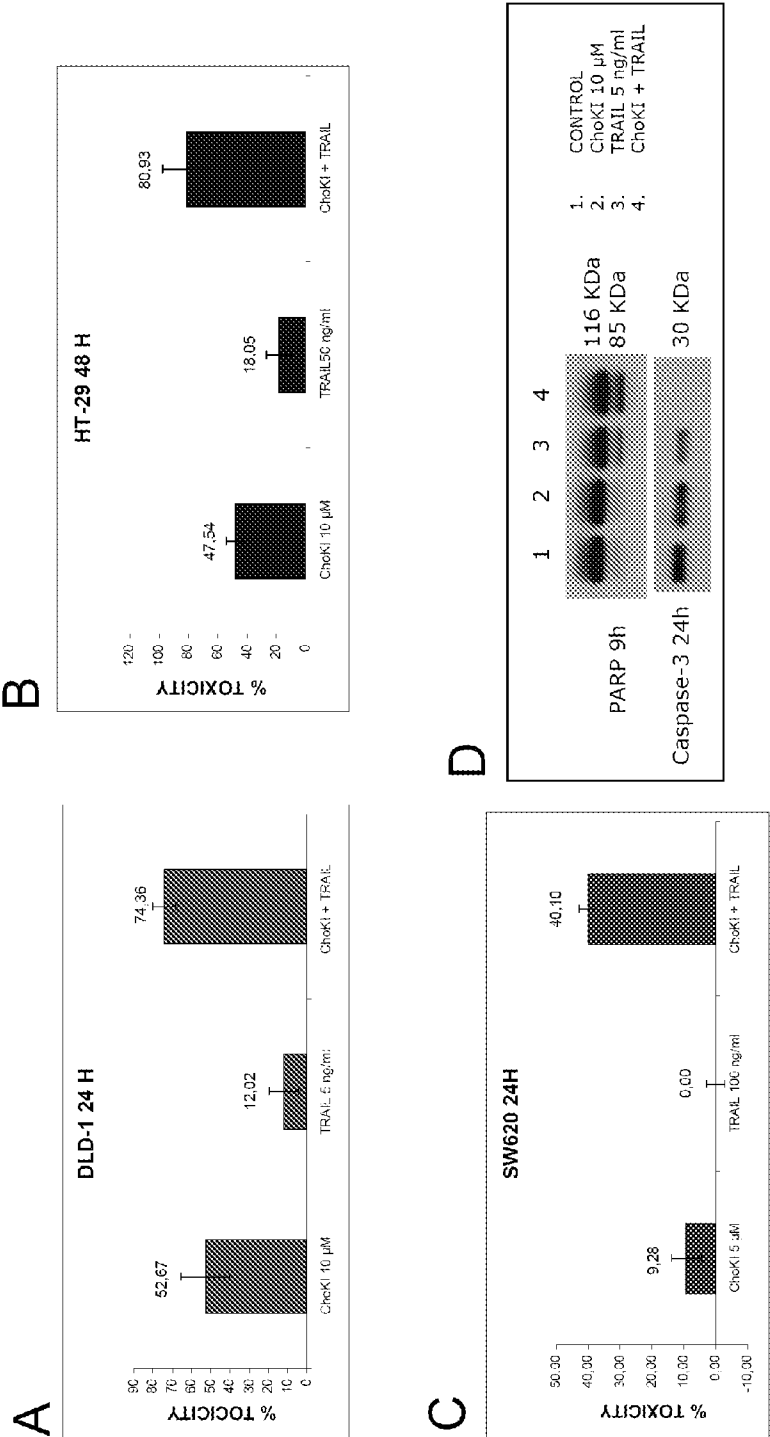 A
DLD-1 24 H
% TOCICITY
90
80
70
60
50
40
30
20
10
0
52,67
12,02
74,36
ChoKI 10 µM
TRAIL 5 ng/ml
ChoKI + TRAIL
B
HT-29 48 H
% TOXICITY
120
100
80
60
40
20
0
47,54
18,05
80,93
ChoKI 10 µM
TRAIL50 ng/ml
ChoKI + TRAIL
C
SW620 24H
% TOXICITY
50,00
40,00
30,00
20,00
10,00
0,00
-10,00
9,28
0,00
40,10
ChoKI 5 µM
TRAIL 100 ng/ml
ChoKI + TRAIL
D
1 2 3 4
PARP 9h
116 KDa
85 KDa
Caspase-3 24h
30 KDa
1. CONTROL
2. ChoKI 10 µM
3. TRAIL 5 ng/ml
4. ChoKI + TRAIL